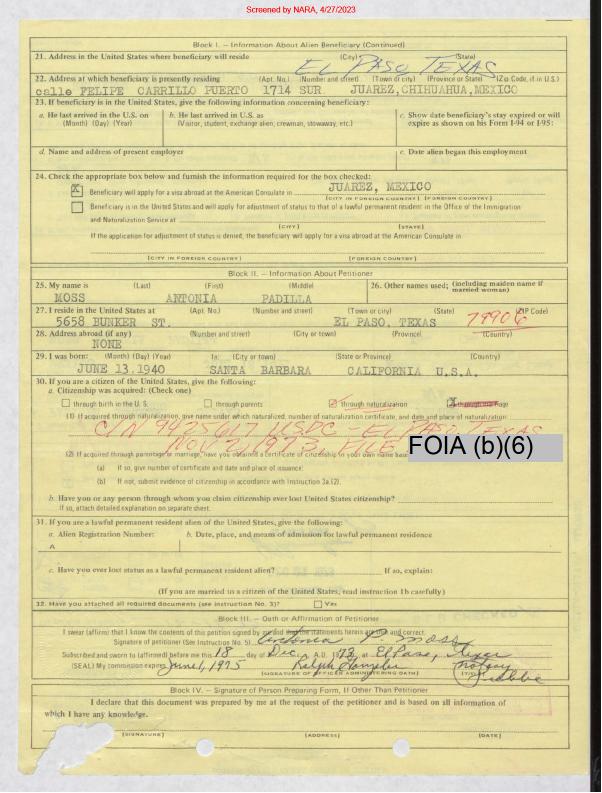 Screened by NARA, 4/27/2023
Block I. – Information About Alien Beneficiary (Continued)
21. Address in the United States where beneficiary will reside (City) (State)
EL PASO, TEXAS
22. Address at which beneficiary is presently residing (Apt. No.) (Number and street) (Town or city) (Province or State) (Zip Code, if in U.S.)
calle FELIPE CARRILLO PUERTO 1714 SUR JUAREZ, CHIHUAHUA, MEXICO
23. If beneficiary is in the United States, give the following information concerning beneficiary:
a. He last arrived in the U.S. on (Month) (Day) (Year)
b. He last arrived in U.S. as (Visitor, student, exchange alien, crewman, stowaway, etc.)
c. Show date beneficiary's stay expired or will expire as shown on his Form I-94 or I-95:
d. Name and address of present employer
e. Date alien began this employment
24. Check the appropriate box below and furnish the information required for the box checked:
X Beneficiary will apply for a visa abroad at the American Consulate in JUAREZ, MEXICO
(CITY IN FOREIGN COUNTRY) (FOREIGN COUNTRY)
Beneficiary is in the United States and will apply for adjustment of status to that of a lawful permanent resident in the Office of the Immigration
and Naturalization Service at
(CITY) (STATE)
If the application for adjustment of status is denied, the beneficiary will apply for a visa abroad at the American Consulate in
(CITY IN FOREIGN COUNTRY) (FOREIGN COUNTRY)
Block II. – Information About Petitioner
25. My name is (Last) (First) (Middle)
26. Other names used; (including maiden name if married woman)
MOSS ANTONIA PADILLA
27. I reside in the United States at (Apt. No.) (Number and street) (Town or city) (State) (ZIP Code)
5658 BUNKER ST. EL PASO, TEXAS 79906
28. Address abroad (if any) (Number and street) (City or town) (Province) (Country)
NONE
29. I was born: (Month) (Day) (Year) In: (City or town) (State or Province) (Country)
JUNE 13.1940 SANTA BARBARA CALIFORNIA U.S.A.
30. If you are a citizen of the United States, give the following:
a. Citizenship was acquired: (Check one)
through birth in the U.S. through parents through naturalization through marriage
(1) If acquired through naturalization, give name under which naturalized, number of naturalization certificate, and date and place of naturalization:
C/N 9425617 USDC – EL PASO, TEXAS
NOV. 2, 1973, FILE
FOIA (b)(6)
(2) If acquired through parentage or marriage, have you obtained a certificate of citizenship in your own name
(a) If so, give number of certificate and date and place of issuance:
(b) If not, submit evidence of citizenship in accordance with Instruction 3a.(2).
b. Have you or any person through whom you claim citizenship ever lost United States citizenship?
If so, attach detailed explanation on separate sheet.
31. If you are a lawful permanent resident alien of the United States, give the following:
a. Alien Registration Number: b. Date, place, and means of admission for lawful permanent residence
A
c. Have you ever lost status as a lawful permanent resident alien? If so, explain:
(If you are married to a citizen of the United States, read instruction 1b carefully)
32. Have you attached all required documents (see instruction No. 3)? Yes
Block III. – Oath or Affirmation of Petitioner
I swear (affirm) that I know the contents of this petition signed by me and that the statements herein are true and correct.
Signature of petitioner (See Instruction No. 5) Antonia P. Moss
Subscribed and sworn to (affirmed) before me this 18 day of Dec. A.D. 1973, at El Paso, Texas
(SEAL) My commission expires June 1, 1975 Ralph Notary Public
(SIGNATURE OF OFFICER ADMINISTERING OATH) (TITLE)
Block IV. – Signature of Person Preparing Form, If Other Than Petitioner
I declare that this document was prepared by me at the request of the petitioner and is based on all information of
which I have any knowledge.
(SIGNATURE) (ADDRESS) (DATE)